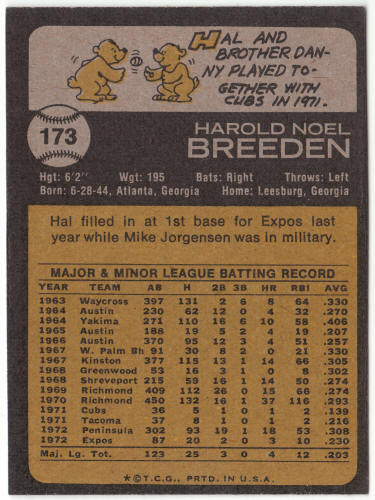 HAL AND
BROTHER DAN-
NY PLAYED TO-
GETHER WITH
CUBS IN 1971.
173
HAROLD NOEL
BREEDEN
Hgt: 6'2" Wgt: 195 Bats: Right Throws: Left
Born: 6-28-44, Atlanta, Georgia Home: Leesburg, Georgia
Hal filled in at 1st base for Expos last
year while Mike Jorgensen was in military.
MAJOR & MINOR LEAGUE BATTING RECORD
YEAR TEAM AB H 2B 3B HR RBI AVG
1963 Waycross 397 131 2 6 8 64 .330
1964 Austin 230 62 12 0 4 32 .270
1964 Yakima 271 110 16 6 10 58 .406
1965 Austin 188 19 5 2 4 19 .207
1966 Austin 370 95 12 3 4 51 .257
1967 W. Palm Bh 91 30 8 2 0 21 .330
1967 Kinston 377 115 13 1 14 66 .305
1968 Greenwood 53 16 3 1 3 8 .302
1968 Shreveport 215 59 16 1 14 50 .274
1969 Richmond 409 112 26 0 15 66 .274
1970 Richmond 450 132 16 1 37 116 .293
1971 Cubs 36 5 1 0 1 2 .139
1971 Tacoma 37 8 1 0 1 1 .216
1972 Peninsula 302 93 19 1 18 53 .308
1972 Expos 87 20 2 0 3 10 .230
Maj. Lg. Tot. 123 25 3 0 4 12 .203
*©T.C.G., PRTD. IN U.S.A.